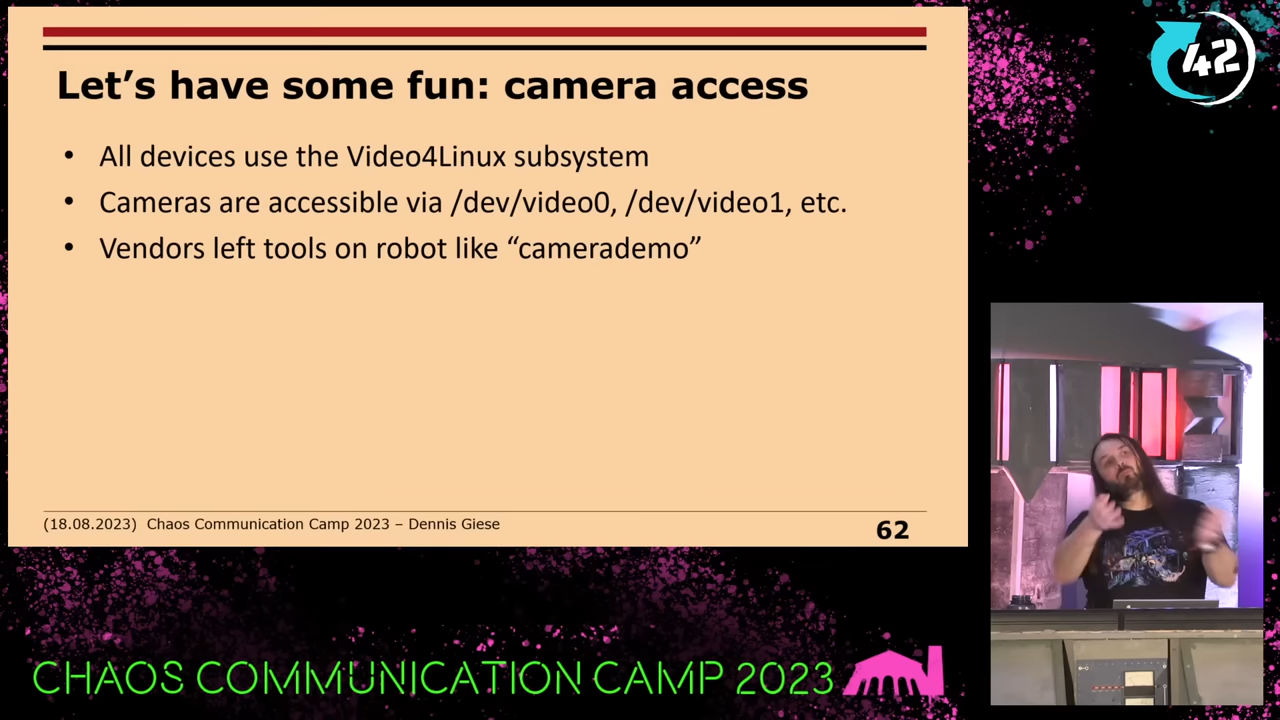 Let’s have some fun: camera access
• All devices use the Video4Linux subsystem
• Cameras are accessible via /dev/video0, /dev/video1, etc.
• Vendors left tools on robot like “camerademo”
(18.08.2023) Chaos Communication Camp 2023 – Dennis Giese
62
42
CHAOS COMMUNICATION CAMP 2023